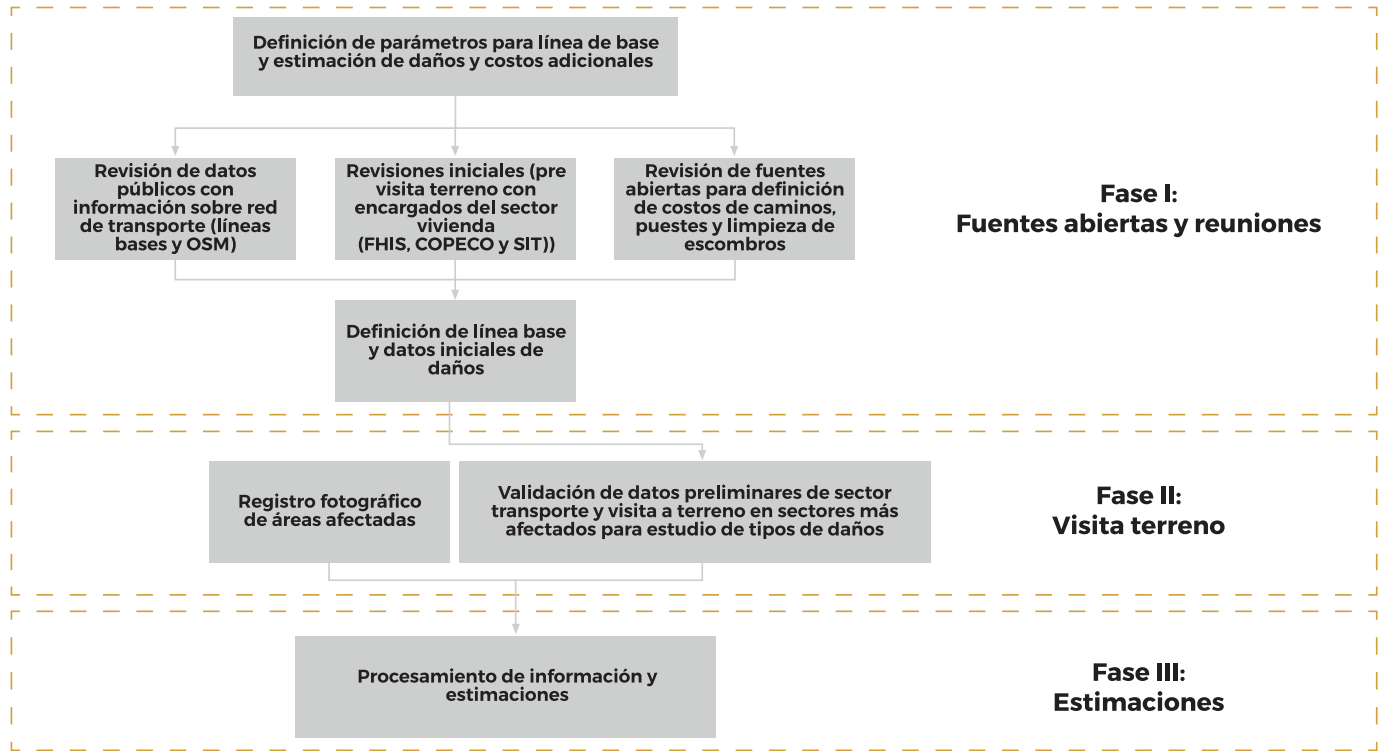 Definición de parámetros para línea de base
y estimación de daños y costos adicionales
Revisión de datos
públicos con
información sobre red
de transporte (líneas
bases y OSM)
Revisiones iniciales (pre
visita terreno con
encargados del sector
vivienda
(FHIS, COPECO y SIT))
Revisión de fuentes
abiertas para definición
de costos de caminos,
puestes y limpieza de
escombros
Fase I:
Fuentes abiertas y reuniones
Definición de línea base
y datos iniciales de
daños
Registro fotográfico
de áreas afectadas
Validación de datos preliminares de sector
transporte y visita a terreno en sectores más
afectados para estudio de tipos de daños
Fase II:
Visita terreno
Procesamiento de información y
estimaciones
Fase III:
Estimaciones